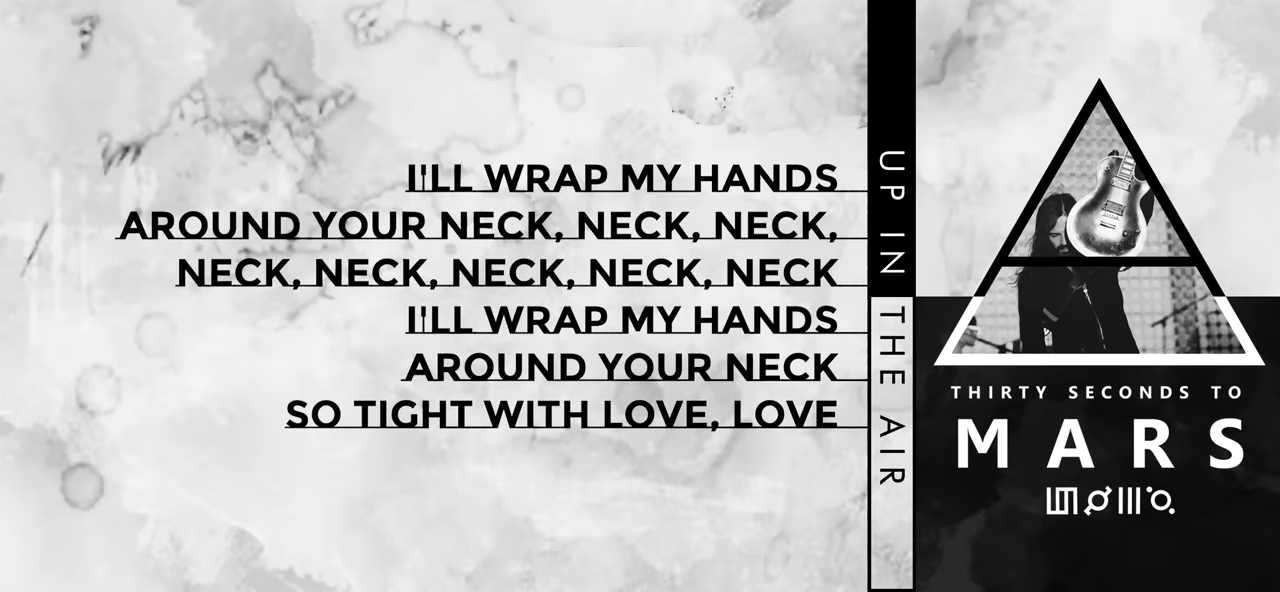 I'LL WRAP MY HANDS
AROUND YOUR NECK, NECK, NECK,
NECK, NECK, NECK, NECK, NECK
I'LL WRAP MY HANDS
AROUND YOUR NECK
SO TIGHT WITH LOVE, LOVE
UP IN THE AIR
THIRTY SECONDS TO
MARS